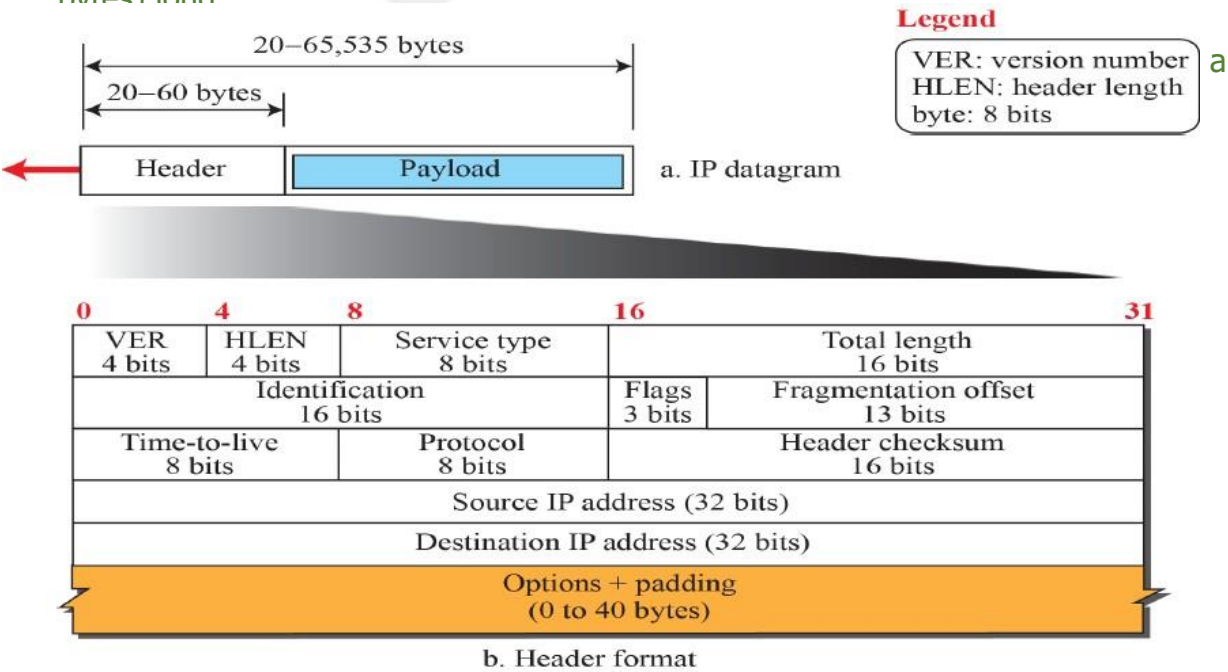 Legend
20–65,535 bytes
VER: version number
HLEN: header length
byte: 8 bits
a
20–60 bytes
Header
Payload
a. IP datagram
0 4 8 16 31
VER HLEN Service type Total length
4 bits 4 bits 8 bits 16 bits
Identification Flags Fragmentation offset
16 bits 3 bits 13 bits
Time-to-live Protocol Header checksum
8 bits 8 bits 16 bits
Source IP address (32 bits)
Destination IP address (32 bits)
Options + padding
(0 to 40 bytes)
b. Header format